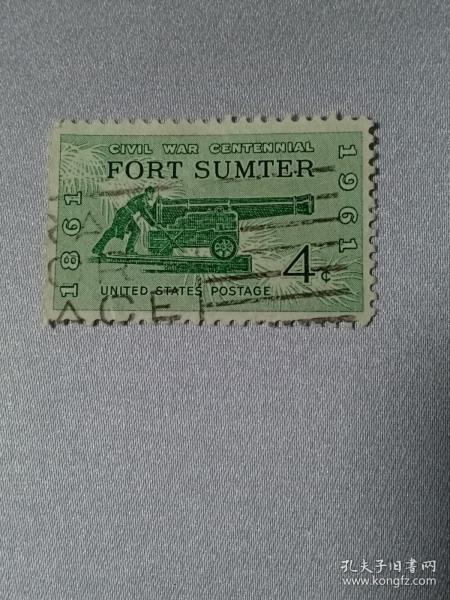 CIVIL WAR CENTENNIAL
FORT SUMTER
1861
1961
4¢
UNITED STATES POSTAGE
孔夫子旧书网
www.kongfz.com